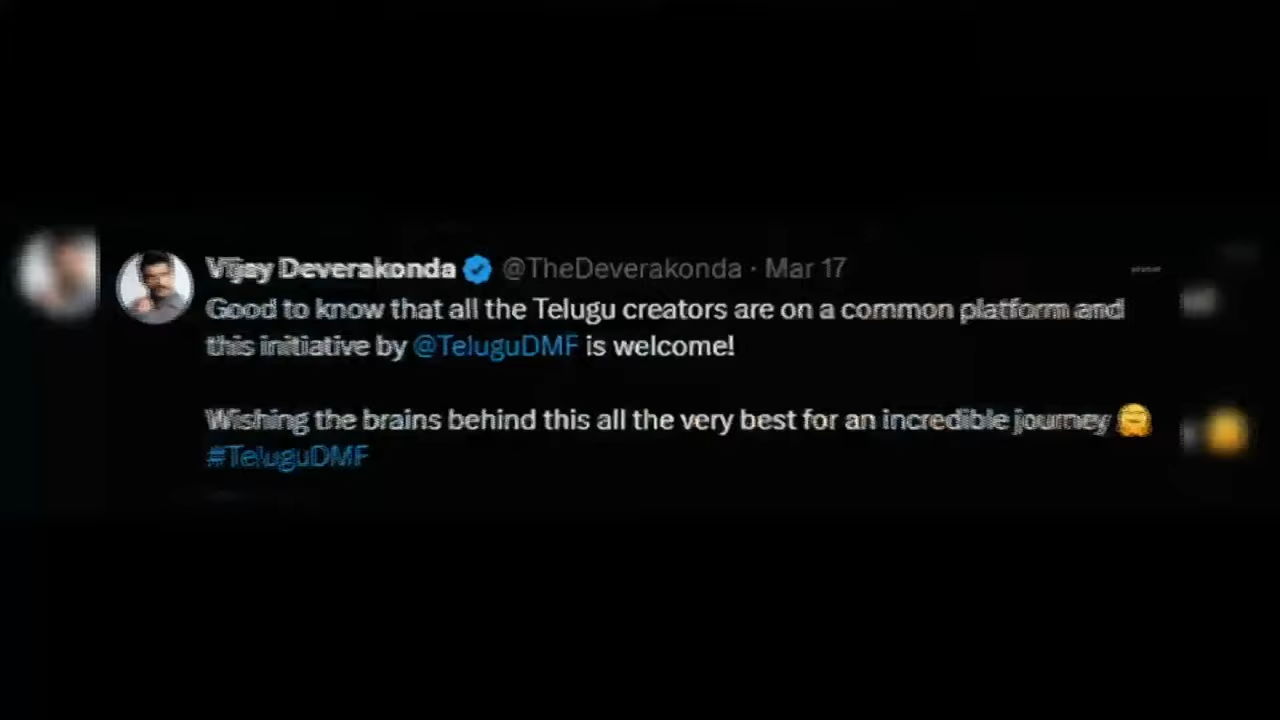 Vijay Deverakonda @TheDeverakonda · Mar 17
Good to know that all the Telugu creators are on a common platform and
this initiative by @TeluguDMF is welcome!
Wishing the brains behind this all the very best for an incredible journey 🤗
#TeluguDMF